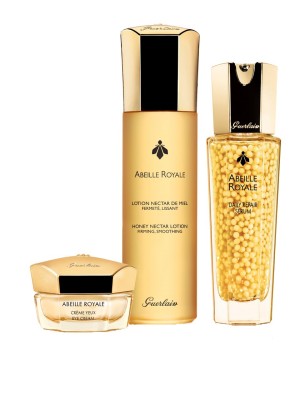 ABEILLE ROYALE
CRÈME YEUX
EYE CREAM
ABEILLE ROYALE
LOTION NECTAR DE MIEL
FERMETÉ, LISSANT
HONEY NECTAR LOTION
FIRMING, SMOOTHING
Guerlain
Guerlain
ABEILLE
ROYALE
DAILY REPAIR
SERUM